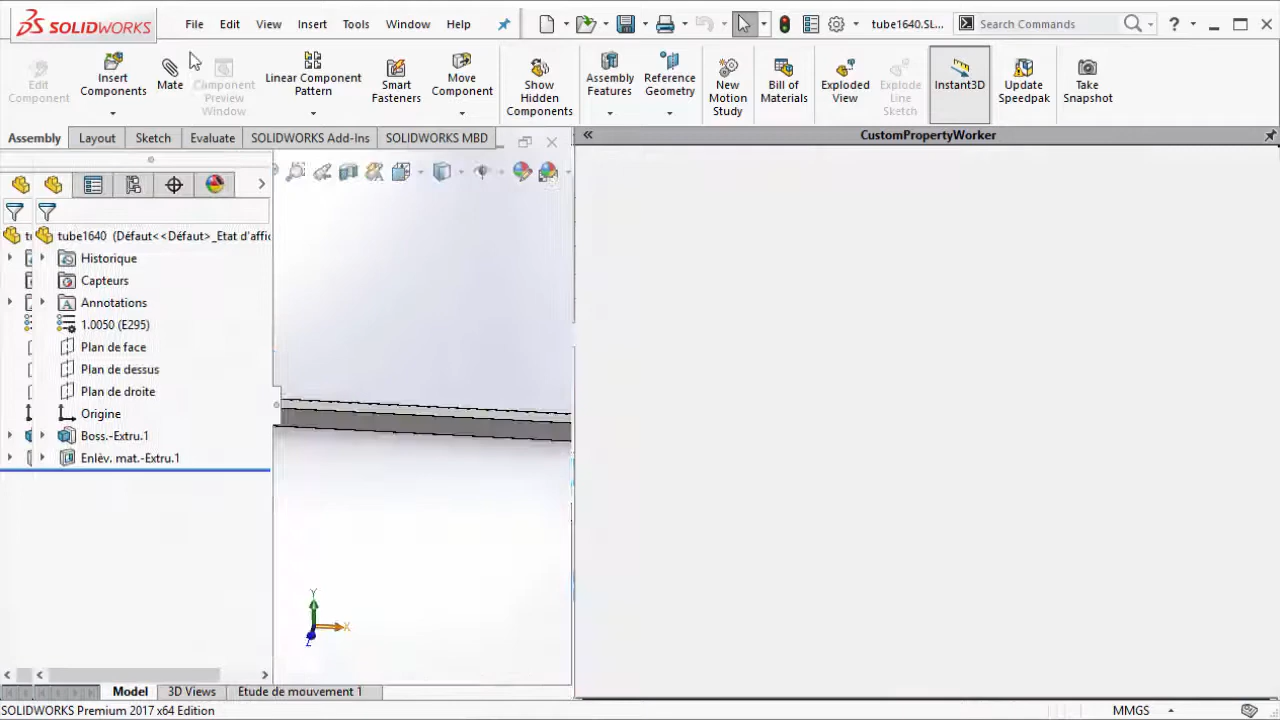 SOLIDWORKS File Edit View Insert Tools Window Help tube1640.SL... Search Commands ?
Edit Component Insert Components Mate Component Preview Window Linear Component Pattern Smart Fasteners Move Component Show Hidden Components Assembly Features Reference Geometry New Motion Study Bill of Materials Exploded View Explode Line Sketch Instant3D Update Speedpak Take Snapshot
Assembly Layout Sketch Evaluate SOLIDWORKS Add-Ins SOLIDWORKS MBD
« CustomPropertyWorker
tube1640 (Défaut<<Défaut>_Etat d'affic
Historique
Capteurs
Annotations
1.0050 (E295)
Plan de face
Plan de dessus
Plan de droite
Origine
Boss.-Extru.1
Enlèv. mat.-Extru.1
Y
X
Z
Model 3D Views Etude de mouvement 1
SOLIDWORKS Premium 2017 x64 Edition MMGS